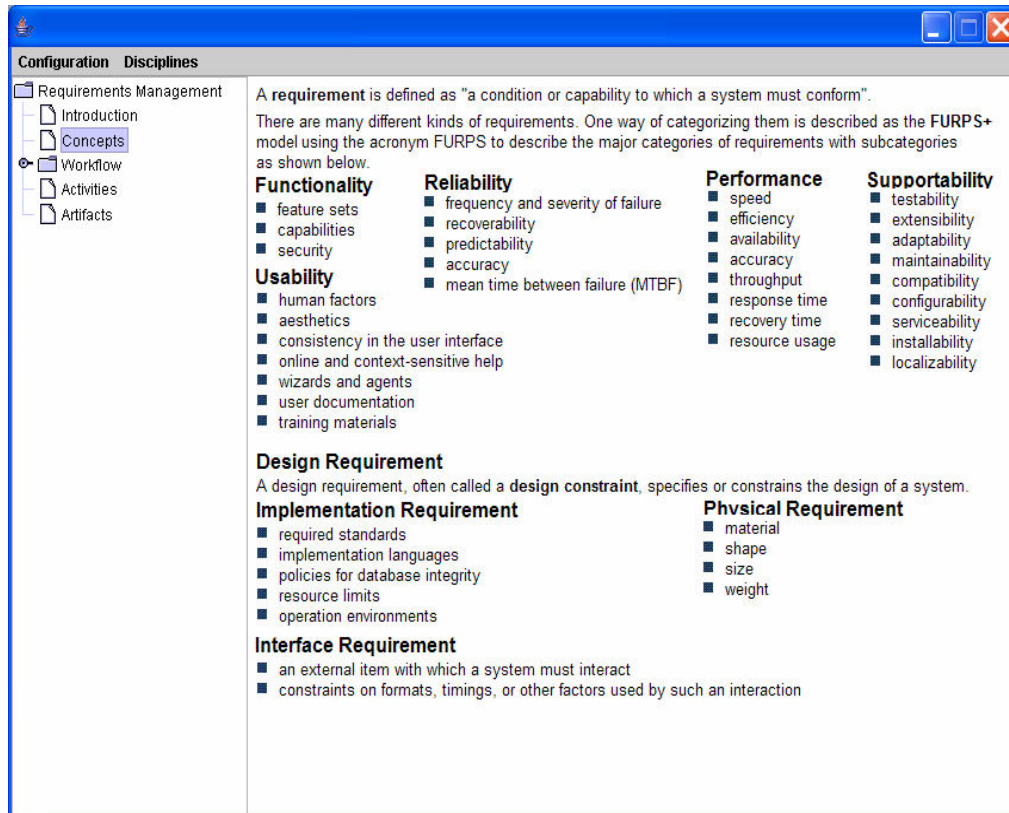 Configuration Disciplines
Requirements Management
Introduction
Concepts
Workflow
Activities
Artifacts
A requirement is defined as "a condition or capability to which a system must conform".
There are many different kinds of requirements. One way of categorizing them is described as the FURPS+
model using the acronym FURPS to describe the major categories of requirements with subcategories
as shown below.
Functionality
feature sets
capabilities
security
Usability
human factors
aesthetics
consistency in the user interface
online and context-sensitive help
wizards and agents
user documentation
training materials
Reliability
frequency and severity of failure
recoverability
predictability
accuracy
mean time between failure (MTBF)
Performance
speed
efficiency
availability
accuracy
throughput
response time
recovery time
resource usage
Supportability
testability
extensibility
adaptability
maintainability
compatibility
configurability
serviceability
installability
localizability
Design Requirement
A design requirement, often called a design constraint, specifies or constrains the design of a system.
Implementation Requirement
required standards
implementation languages
policies for database integrity
resource limits
operation environments
Physical Requirement
material
shape
size
weight
Interface Requirement
an external item with which a system must interact
constraints on formats, timings, or other factors used by such an interaction